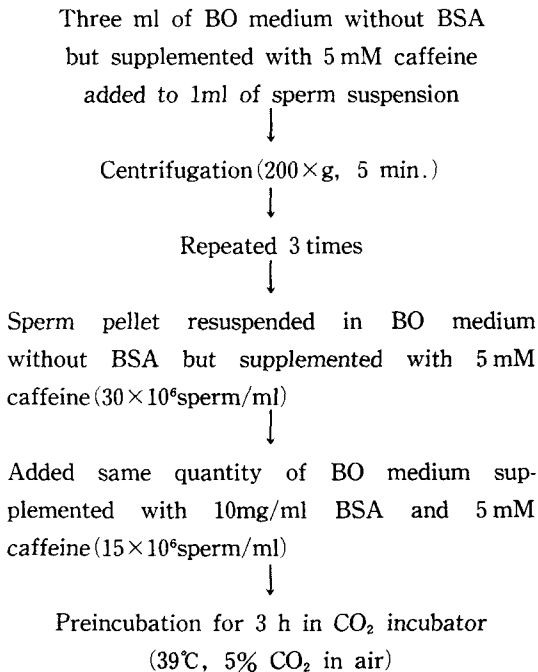 Three ml of BO medium without BSA
but supplemented with 5 mM caffeine
added to 1ml of sperm suspension
↓
Centrifugation(200×g, 5 min.)
↓
Repeated 3 times
↓
Sperm pellet resuspended in BO medium
without BSA but supplemented with 5 mM
caffeine(30×10⁶sperm/ml)
↓
Added same quantity of BO medium sup-
plemented with 10mg/ml BSA and 5 mM
caffeine(15×10⁶sperm/ml)
↓
Preincubation for 3 h in CO₂ incubator
(39℃, 5% CO₂ in air)